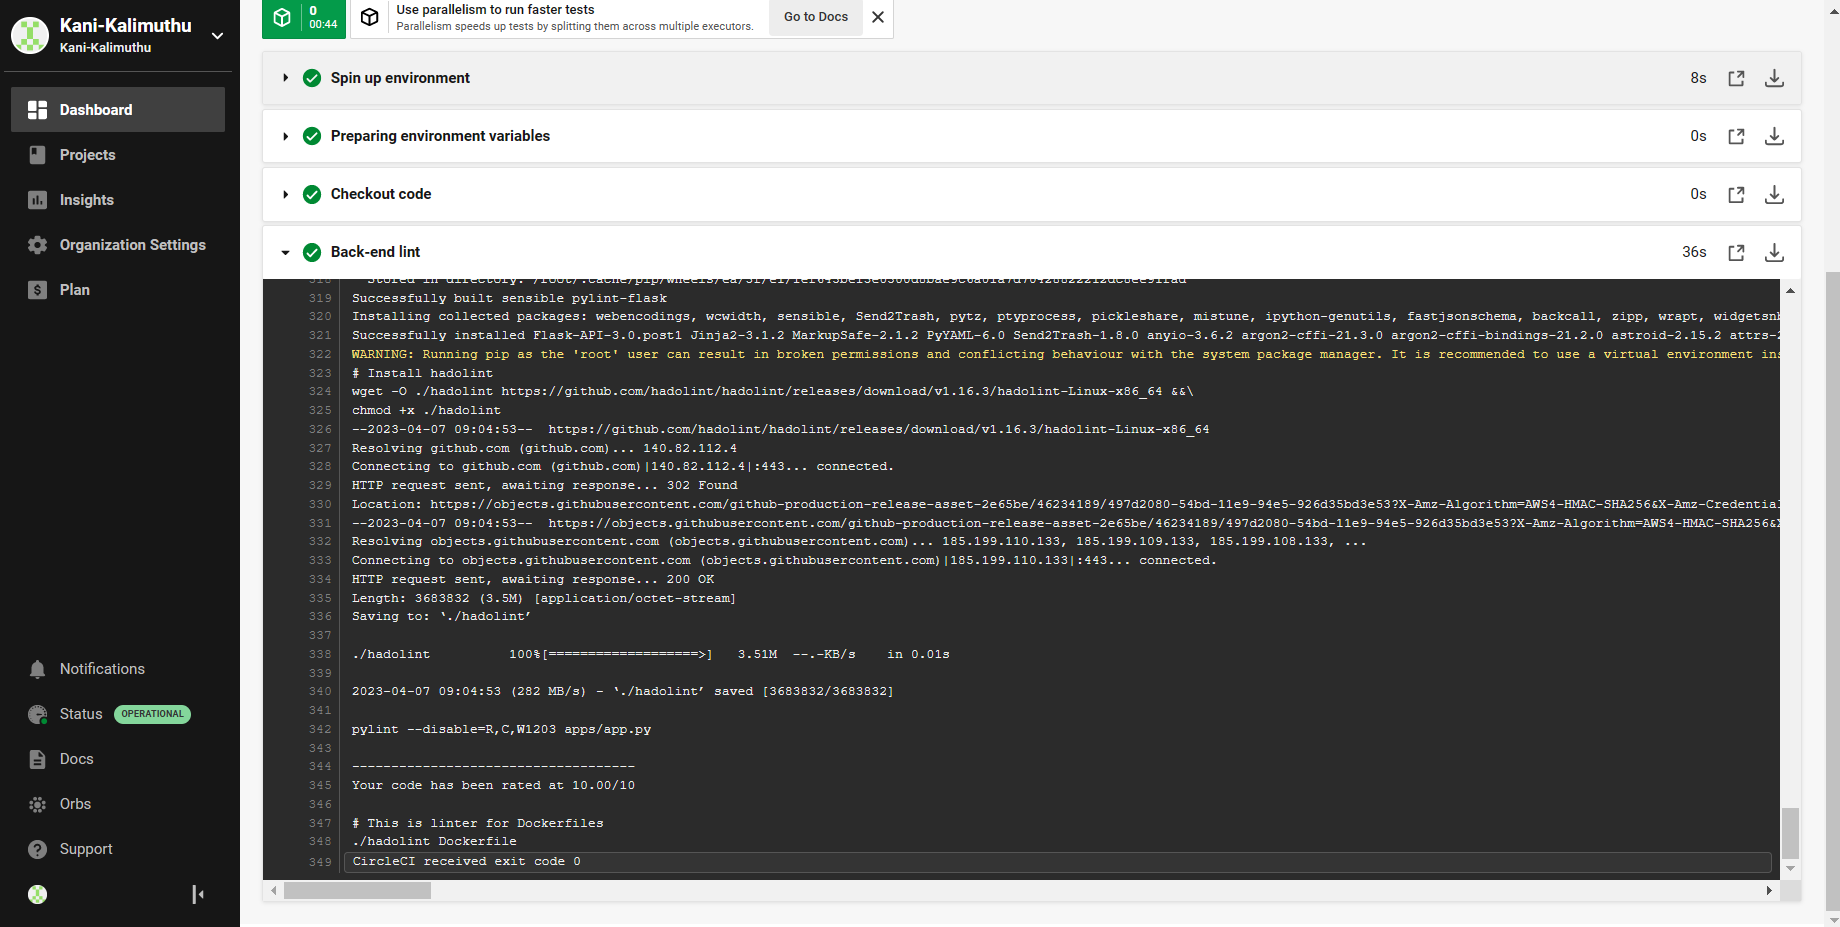 Kani-Kalimuthu
Kani-Kalimuthu
Dashboard
Projects
Insights
Organization Settings
$ Plan
Notifications
Status OPERATIONAL
Docs
Orbs
? Support
0
00:44
Use parallelism to run faster tests
Parallelism speeds up tests by splitting them across multiple executors.
Go to Docs
Spin up environment 8s
Preparing environment variables 0s
Checkout code 0s
Back-end lint 36s
318 Stored in directory:
319 Successfully built sensible pylint-flask
320 Installing collected packages: webencodings, wcwidth, sensible, Send2Trash, pytz, ptyprocess, pickleshare, mistune, ipython-genutils, fastjsonschema, backcall, zipp, wrapt, widgetsnb
321 Successfully installed Flask-API-3.0.post1 Jinja2-3.1.2 MarkupSafe-2.1.2 PyYAML-6.0 Send2Trash-1.8.0 anyio-3.6.2 argon2-cffi-21.3.0 argon2-cffi-bindings-21.2.0 astroid-2.15.2 attrs-2
322 WARNING: Running pip as the 'root' user can result in broken permissions and conflicting behaviour with the system package manager. It is recommended to use a virtual environment ins
323 # Install hadolint
324 wget -O ./hadolint https://github.com/hadolint/hadolint/releases/download/v1.16.3/hadolint-Linux-x86_64 &&\
325 chmod +x ./hadolint
326 --2023-04-07 09:04:53--  https://github.com/hadolint/hadolint/releases/download/v1.16.3/hadolint-Linux-x86_64
327 Resolving github.com (github.com)... 140.82.112.4
328 Connecting to github.com (github.com)|140.82.112.4|:443... connected.
329 HTTP request sent, awaiting response... 302 Found
330 Location: https://objects.githubusercontent.com/github-production-release-asset-2e65be/46234189/497d2080-54bd-11e9-94e5-926d35bd3e53?X-Amz-Algorithm=AWS4-HMAC-SHA256&X-Amz-Credential
331 --2023-04-07 09:04:53--  https://objects.githubusercontent.com/github-production-release-asset-2e65be/46234189/497d2080-54bd-11e9-94e5-926d35bd3e53?X-Amz-Algorithm=AWS4-HMAC-SHA256&X
332 Resolving objects.githubusercontent.com (objects.githubusercontent.com)... 185.199.110.133, 185.199.109.133, 185.199.108.133, ...
333 Connecting to objects.githubusercontent.com (objects.githubusercontent.com)|185.199.110.133|:443... connected.
334 HTTP request sent, awaiting response... 200 OK
335 Length: 3683832 (3.5M) [application/octet-stream]
336 Saving to: ‘./hadolint’
337
338 ./hadolint          100%[===================>]   3.51M  --.-KB/s    in 0.01s
339
340 2023-04-07 09:04:53 (282 MB/s) - ‘./hadolint’ saved [3683832/3683832]
341
342 pylint --disable=R,C,W1203 apps/app.py
343
344 ------------------------------------
345 Your code has been rated at 10.00/10
346
347 # This is linter for Dockerfiles
348 ./hadolint Dockerfile
349 CircleCI received exit code 0